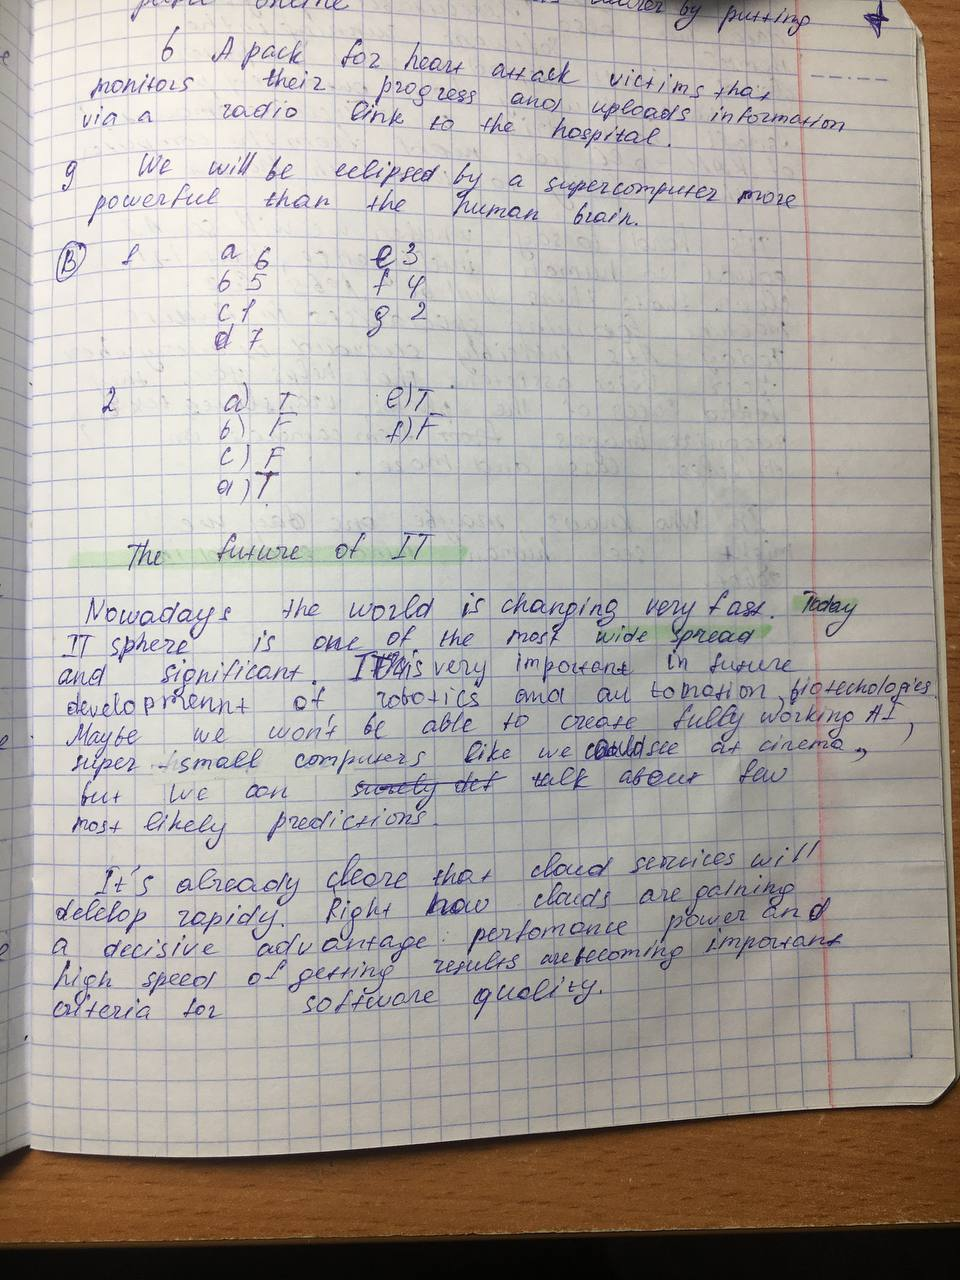 by putting
6 A pack for heart attack victims that
monitors their progress and uploads information
via a radio link to the hospital.
g We will be eclipsed by a supercomputer more
powerful than the human brain.
B 1 a 6 e 3
b 5 f 4
c 1 g 2
d 7
2 a) T e) T
b) F f) F
c) F
d) T
The future of IT
Nowadays the world is changing very fast. Today
IT sphere is one of the most wide spread
and significant. It is very important in future
developmennt of robotics and automation, biotechologies.
Maybe we won't be able to create fully working AI,
super-small computers like we could see at cinema,
but we can talk about few
most likely predictions.
It's already cleare that cloud services will
delelop rapidy. Right now clouds are gaining
a decisive advantage: perfomance power and
high speed of getting results are becoming important
criteria for software quality.